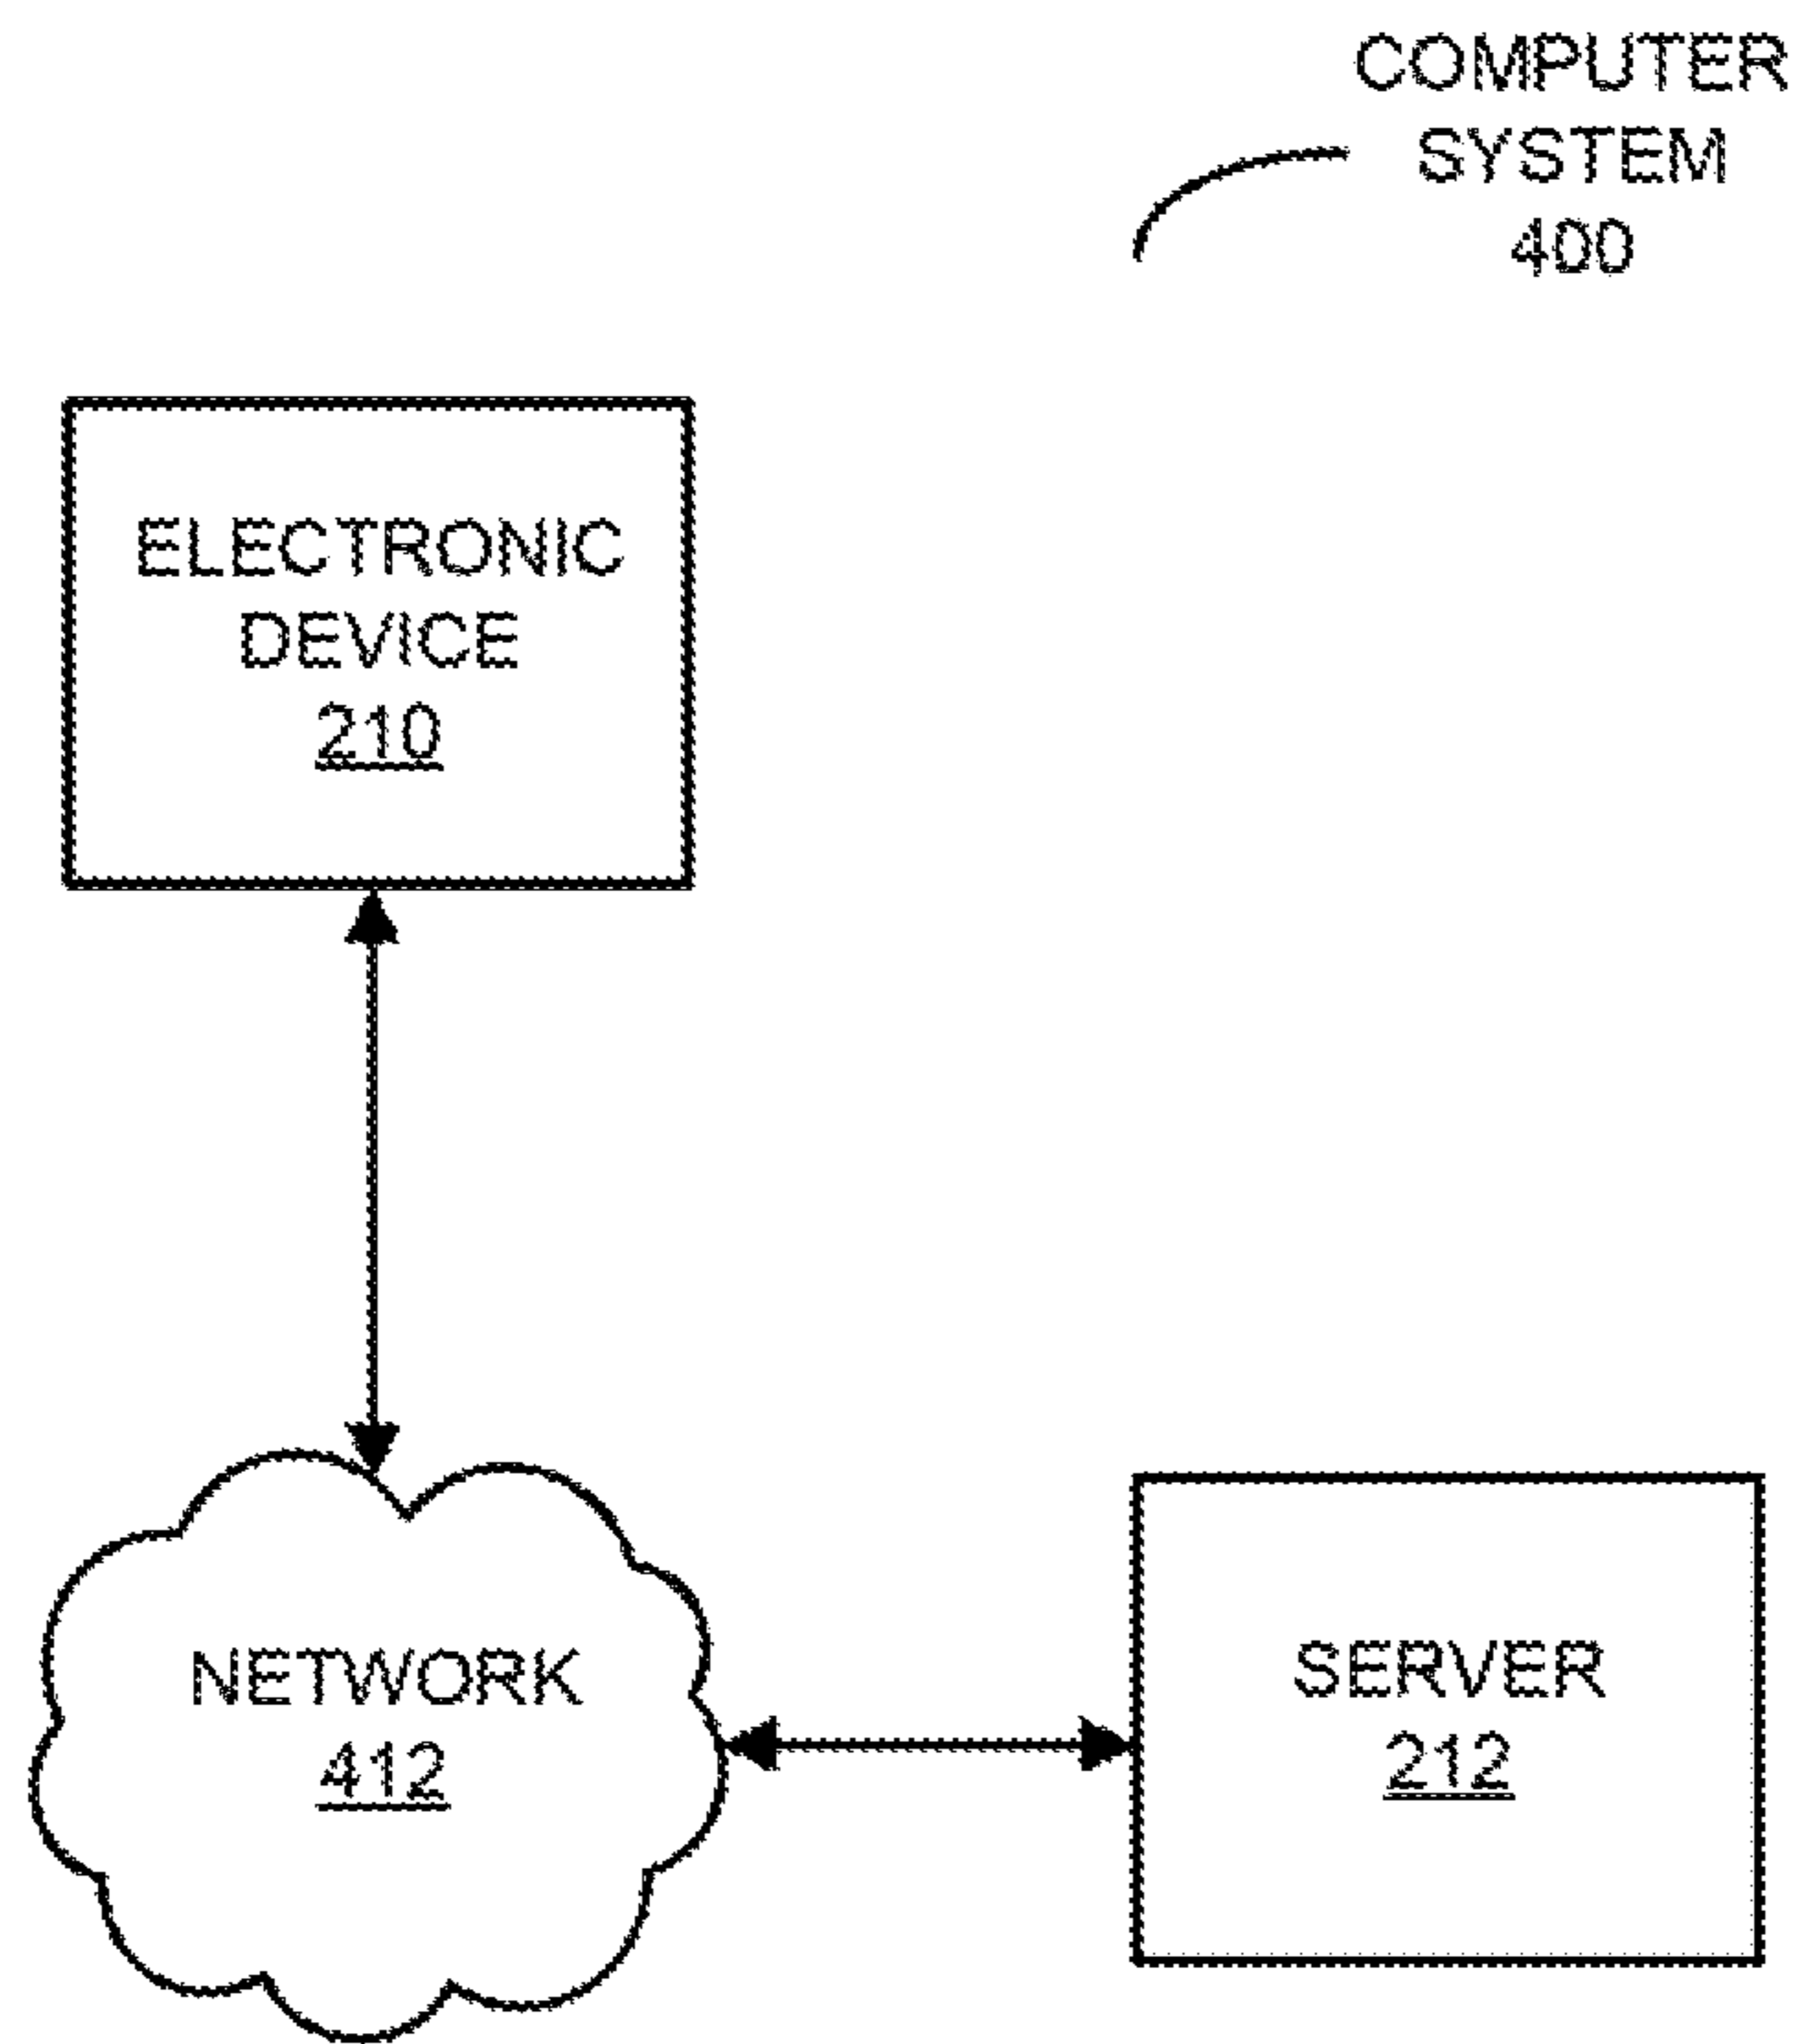 COMPUTER
SYSTEM
400
ELECTRONIC
DEVICE
210
NETWORK
412
SERVER
212